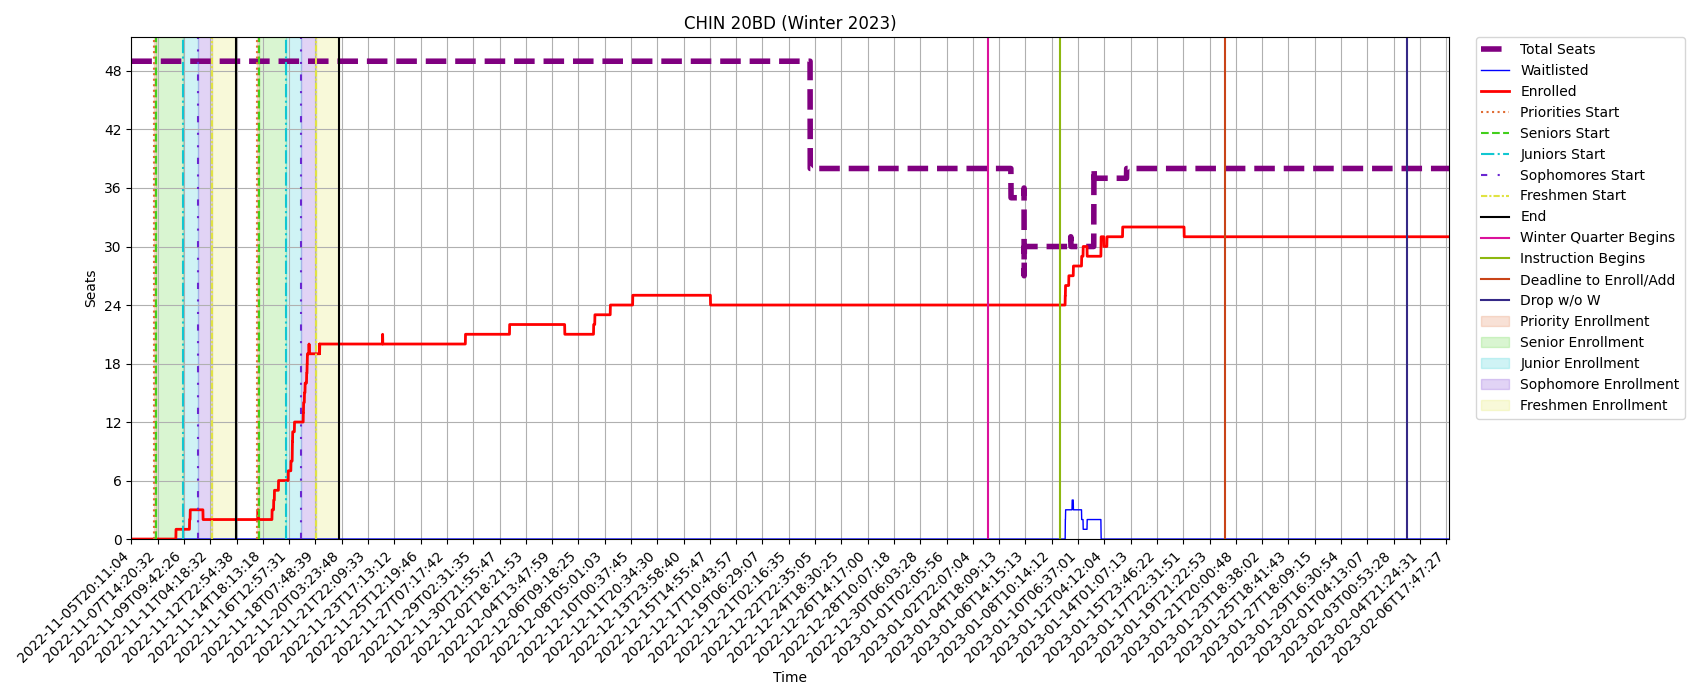 CHIN 20BD (Winter 2023)
Seats
48
42
36
30
24
18
12
6
0
2022-11-05T20:11:04
2022-11-07T14:20:32
2022-11-09T09:42:26
2022-11-11T04:18:32
2022-11-12T22:54:38
2022-11-14T18:13:18
2022-11-16T12:57:31
2022-11-18T07:48:39
2022-11-20T03:23:48
2022-11-21T22:09:33
2022-11-23T17:13:12
2022-11-25T12:19:46
2022-11-27T07:17:42
2022-11-29T02:31:35
2022-11-30T21:55:47
2022-12-02T18:21:53
2022-12-04T13:47:59
2022-12-06T09:18:25
2022-12-08T05:01:03
2022-12-10T00:37:45
2022-12-11T20:34:30
2022-12-13T23:58:40
2022-12-15T14:55:47
2022-12-17T10:43:57
2022-12-19T06:29:07
2022-12-21T02:16:35
2022-12-22T22:35:05
2022-12-24T18:30:25
2022-12-26T14:17:00
2022-12-28T10:07:18
2022-12-30T06:03:28
2023-01-01T02:05:56
2023-01-02T22:07:04
2023-01-04T18:09:13
2023-01-06T14:15:13
2023-01-08T10:14:12
2023-01-10T06:37:01
2023-01-12T04:12:04
2023-01-14T01:07:13
2023-01-15T23:46:22
2023-01-17T22:31:51
2023-01-19T21:22:53
2023-01-21T20:00:48
2023-01-23T18:38:02
2023-01-25T18:41:43
2023-01-27T18:09:15
2023-01-29T16:30:54
2023-02-01T04:13:07
2023-02-03T00:53:28
2023-02-04T21:24:31
2023-02-06T17:47:27
Time
Total Seats
Waitlisted
Enrolled
Priorities Start
Seniors Start
Juniors Start
Sophomores Start
Freshmen Start
End
Winter Quarter Begins
Instruction Begins
Deadline to Enroll/Add
Drop w/o W
Priority Enrollment
Senior Enrollment
Junior Enrollment
Sophomore Enrollment
Freshmen Enrollment